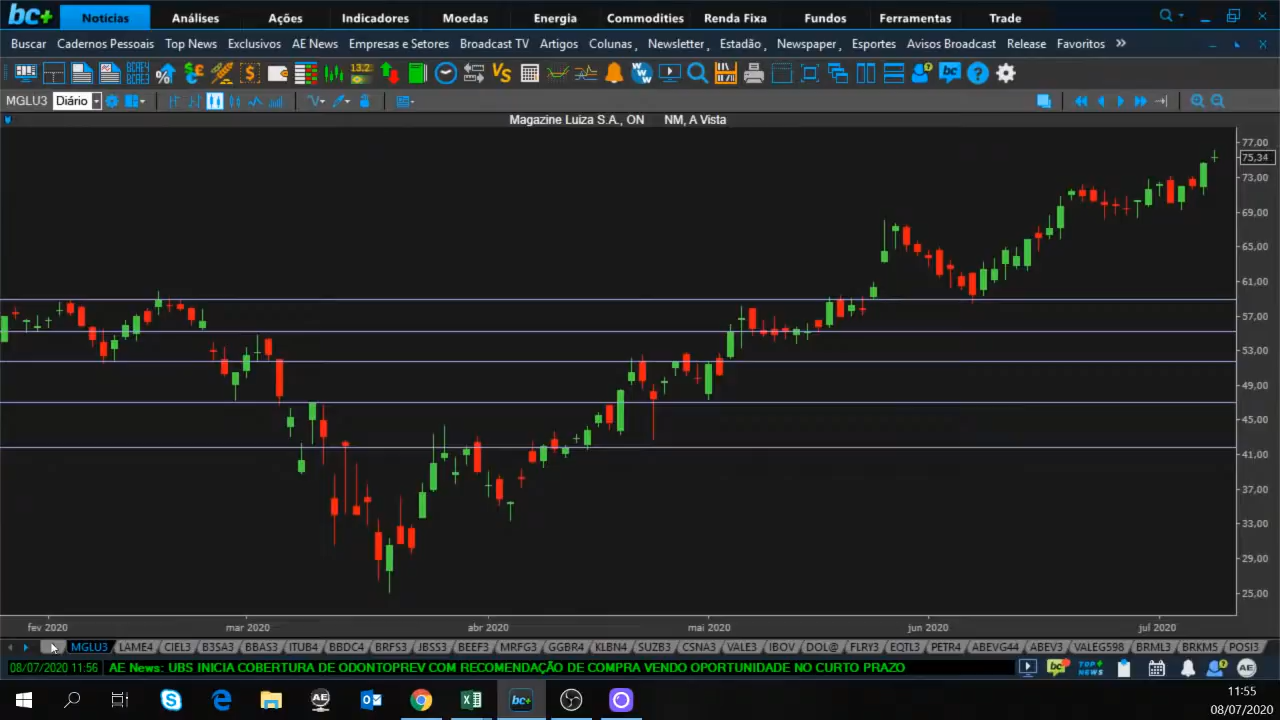 bc+ Notícias Análises Ações Indicadores Moedas Energia Commodities Renda Fixa Fundos Ferramentas Trade
Buscar Cadernos Pessoais Top News Exclusivos AE News Empresas e Setores Broadcast TV Artigos Colunas Newsletter Estadão Newspaper Esportes Avisos Broadcast Release Favoritos »
MGLU3 Diário
Magazine Luiza S.A., ON NM, A Vista
77,00
75,34
73,00
69,00
65,00
61,00
57,00
53,00
49,00
45,00
41,00
37,00
33,00
29,00
25,00
fev 2020 mar 2020 abr 2020 mai 2020 jun 2020 jul 2020
MGLU3 LAME4 CIEL3 B3SA3 BBAS3 ITUB4 BBDC4 BRFS3 JBSS3 BEEF3 MRFG3 GGBR4 KLBN4 SUZB3 CSNA3 VALE3 IBOV DOL@ FLRY3 EQTL3 PETR4 ABEVG44 ABEV3 VALEG598 BRML3 BRKM5 POSI3
08/07/2020 11:56 AE News: UBS INICIA COBERTURA DE ODONTOPREV COM RECOMENDAÇÃO DE COMPRA VENDO OPORTUNIDADE NO CURTO PRAZO bc+ TOP NEWS AE
AE bc+
11:55
08/07/2020